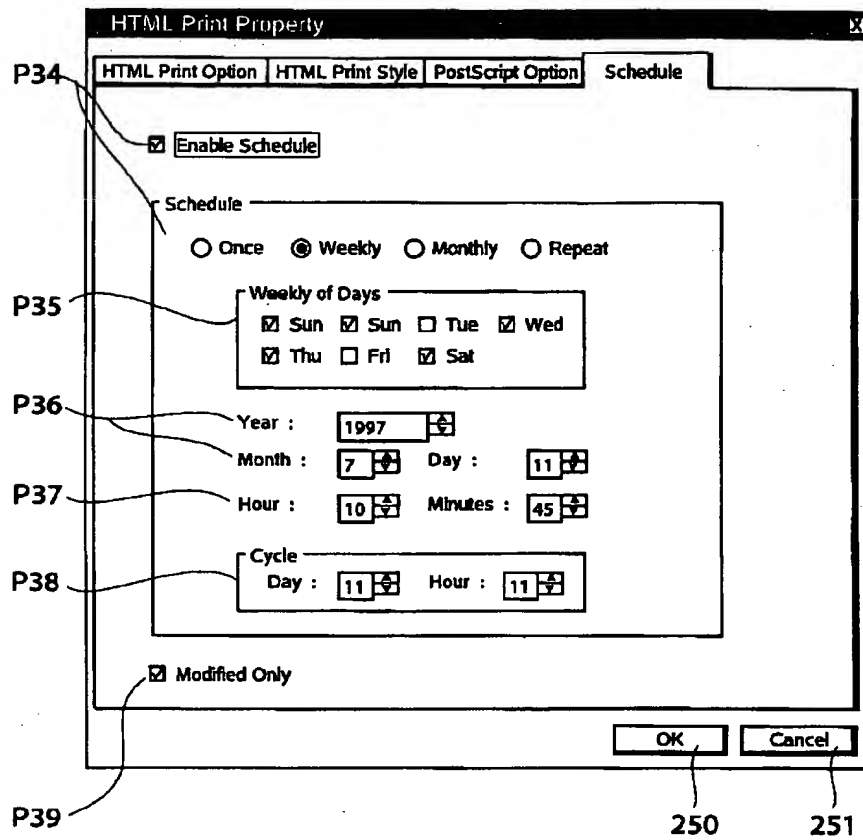 HTML Print Property X
P34 HTML Print Option HTML Print Style PostScript Option Schedule
Enable Schedule
Schedule
Once Weekly Monthly Repeat
P35 Weekly of Days
Sun Sun Tue Wed
Thu Fri Sat
P36 Year : 1997
Month : 7 Day : 11
P37 Hour : 10 Minutes : 45
Cycle
P38 Day : 11 Hour : 11
Modified Only
OK Cancel
P39 250 251